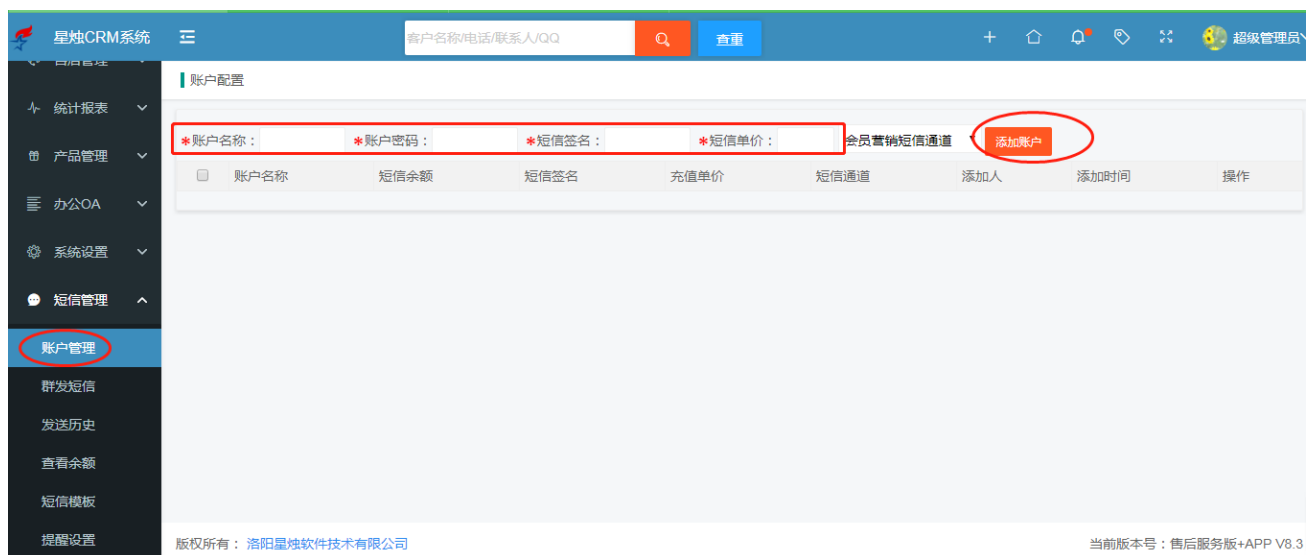 星烛CRM系统
客户名称/电话/联系人/QQ
查重
超级管理员
售后管理
统计报表
产品管理
办公OA
系统设置
短信管理
账户管理
群发短信
发送历史
查看余额
短信模板
提醒设置
账户配置
*账户名称： *账户密码： *短信签名： *短信单价： 会员营销短信通道 添加账户
账户名称 短信余额 短信签名 充值单价 短信通道 添加人 添加时间 操作
版权所有： 洛阳星烛软件技术有限公司 当前版本号：售后服务版+APP V8.3